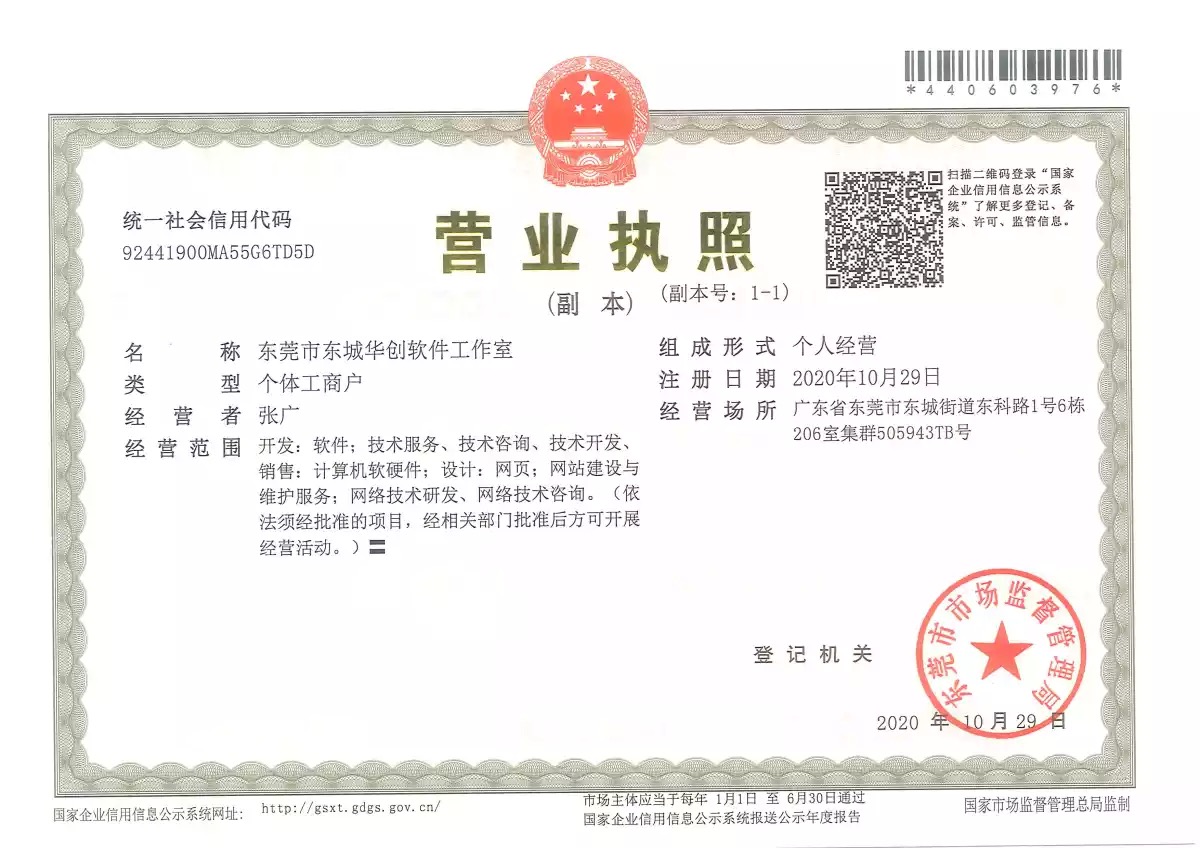 *440603976*
扫描二维码登录“国家
企业信用信息公示系
统”了解更多登记、备
案、许可、监管信息。
统一社会信用代码
92441900MA55G6TD5D
营业执照
(副 本)
(副本号：1-1)
名 称 东莞市东城华创软件工作室
类 型 个体工商户
经营者 张广
经营范围 开发：软件；技术服务、技术咨询、技术开发、
销售：计算机软硬件；设计：网页；网站建设与
维护服务；网络技术研发、网络技术咨询。（依
法须经批准的项目，经相关部门批准后方可开展
经营活动。）〓
组成形式 个人经营
注册日期 2020年10月29日
经营场所 广东省东莞市东城街道东科路1号6栋
206室集群505943TB号
登记机关
东莞市市场监督管理局
2020 年 10 月 29 日
国家企业信用信息公示系统网址： http://gsxt.gdgs.gov.cn/
市场主体应当于每年 1月1日 至 6月30日通过
国家企业信用信息公示系统报送公示年度报告
国家市场监督管理总局监制